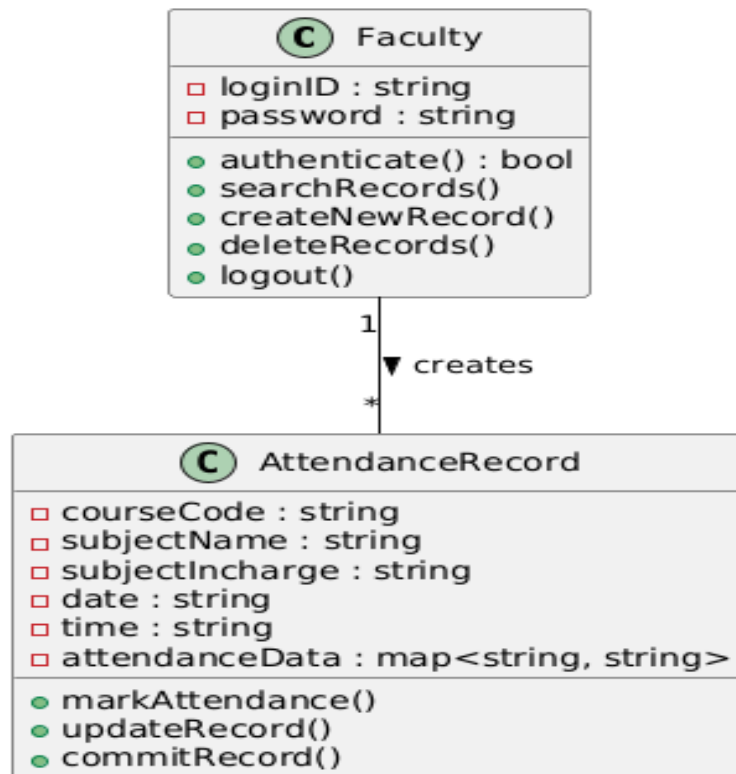 C Faculty
loginID : string
password : string
authenticate() : bool
searchRecords()
createNewRecord()
deleteRecords()
logout()
1
creates
*
C AttendanceRecord
courseCode : string
subjectName : string
subjectIncharge : string
date : string
time : string
attendanceData : map<string, string>
markAttendance()
updateRecord()
commitRecord()